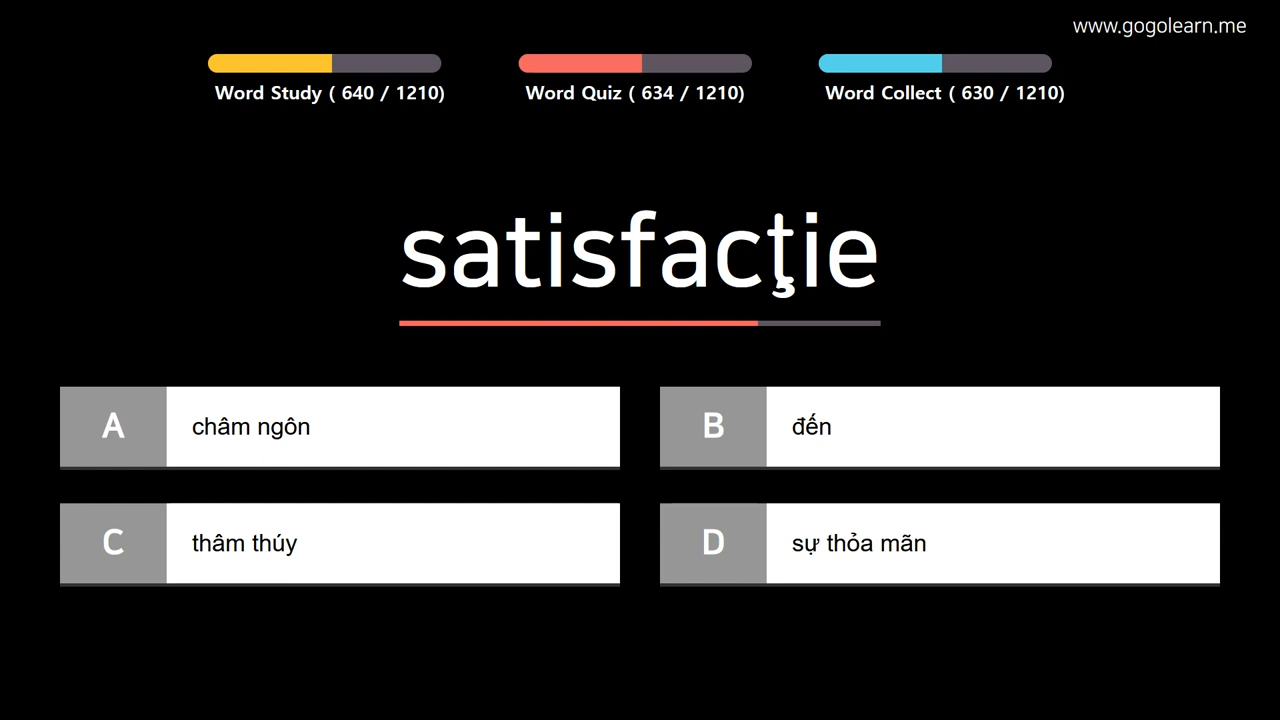 www.gogolearn.me
Word Study ( 640 / 1210)
Word Quiz ( 634 / 1210)
Word Collect ( 630 / 1210)
satisfacţie
A châm ngôn
B đến
C thâm thúy
D sự thỏa mãn